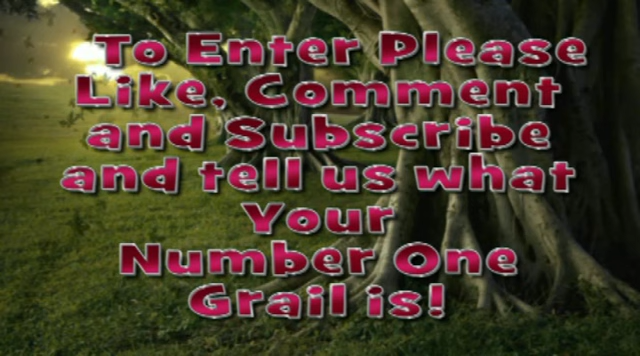 To Enter Please
Like, Comment
and Subscribe
and tell us what
Your
Number One
Grail is!